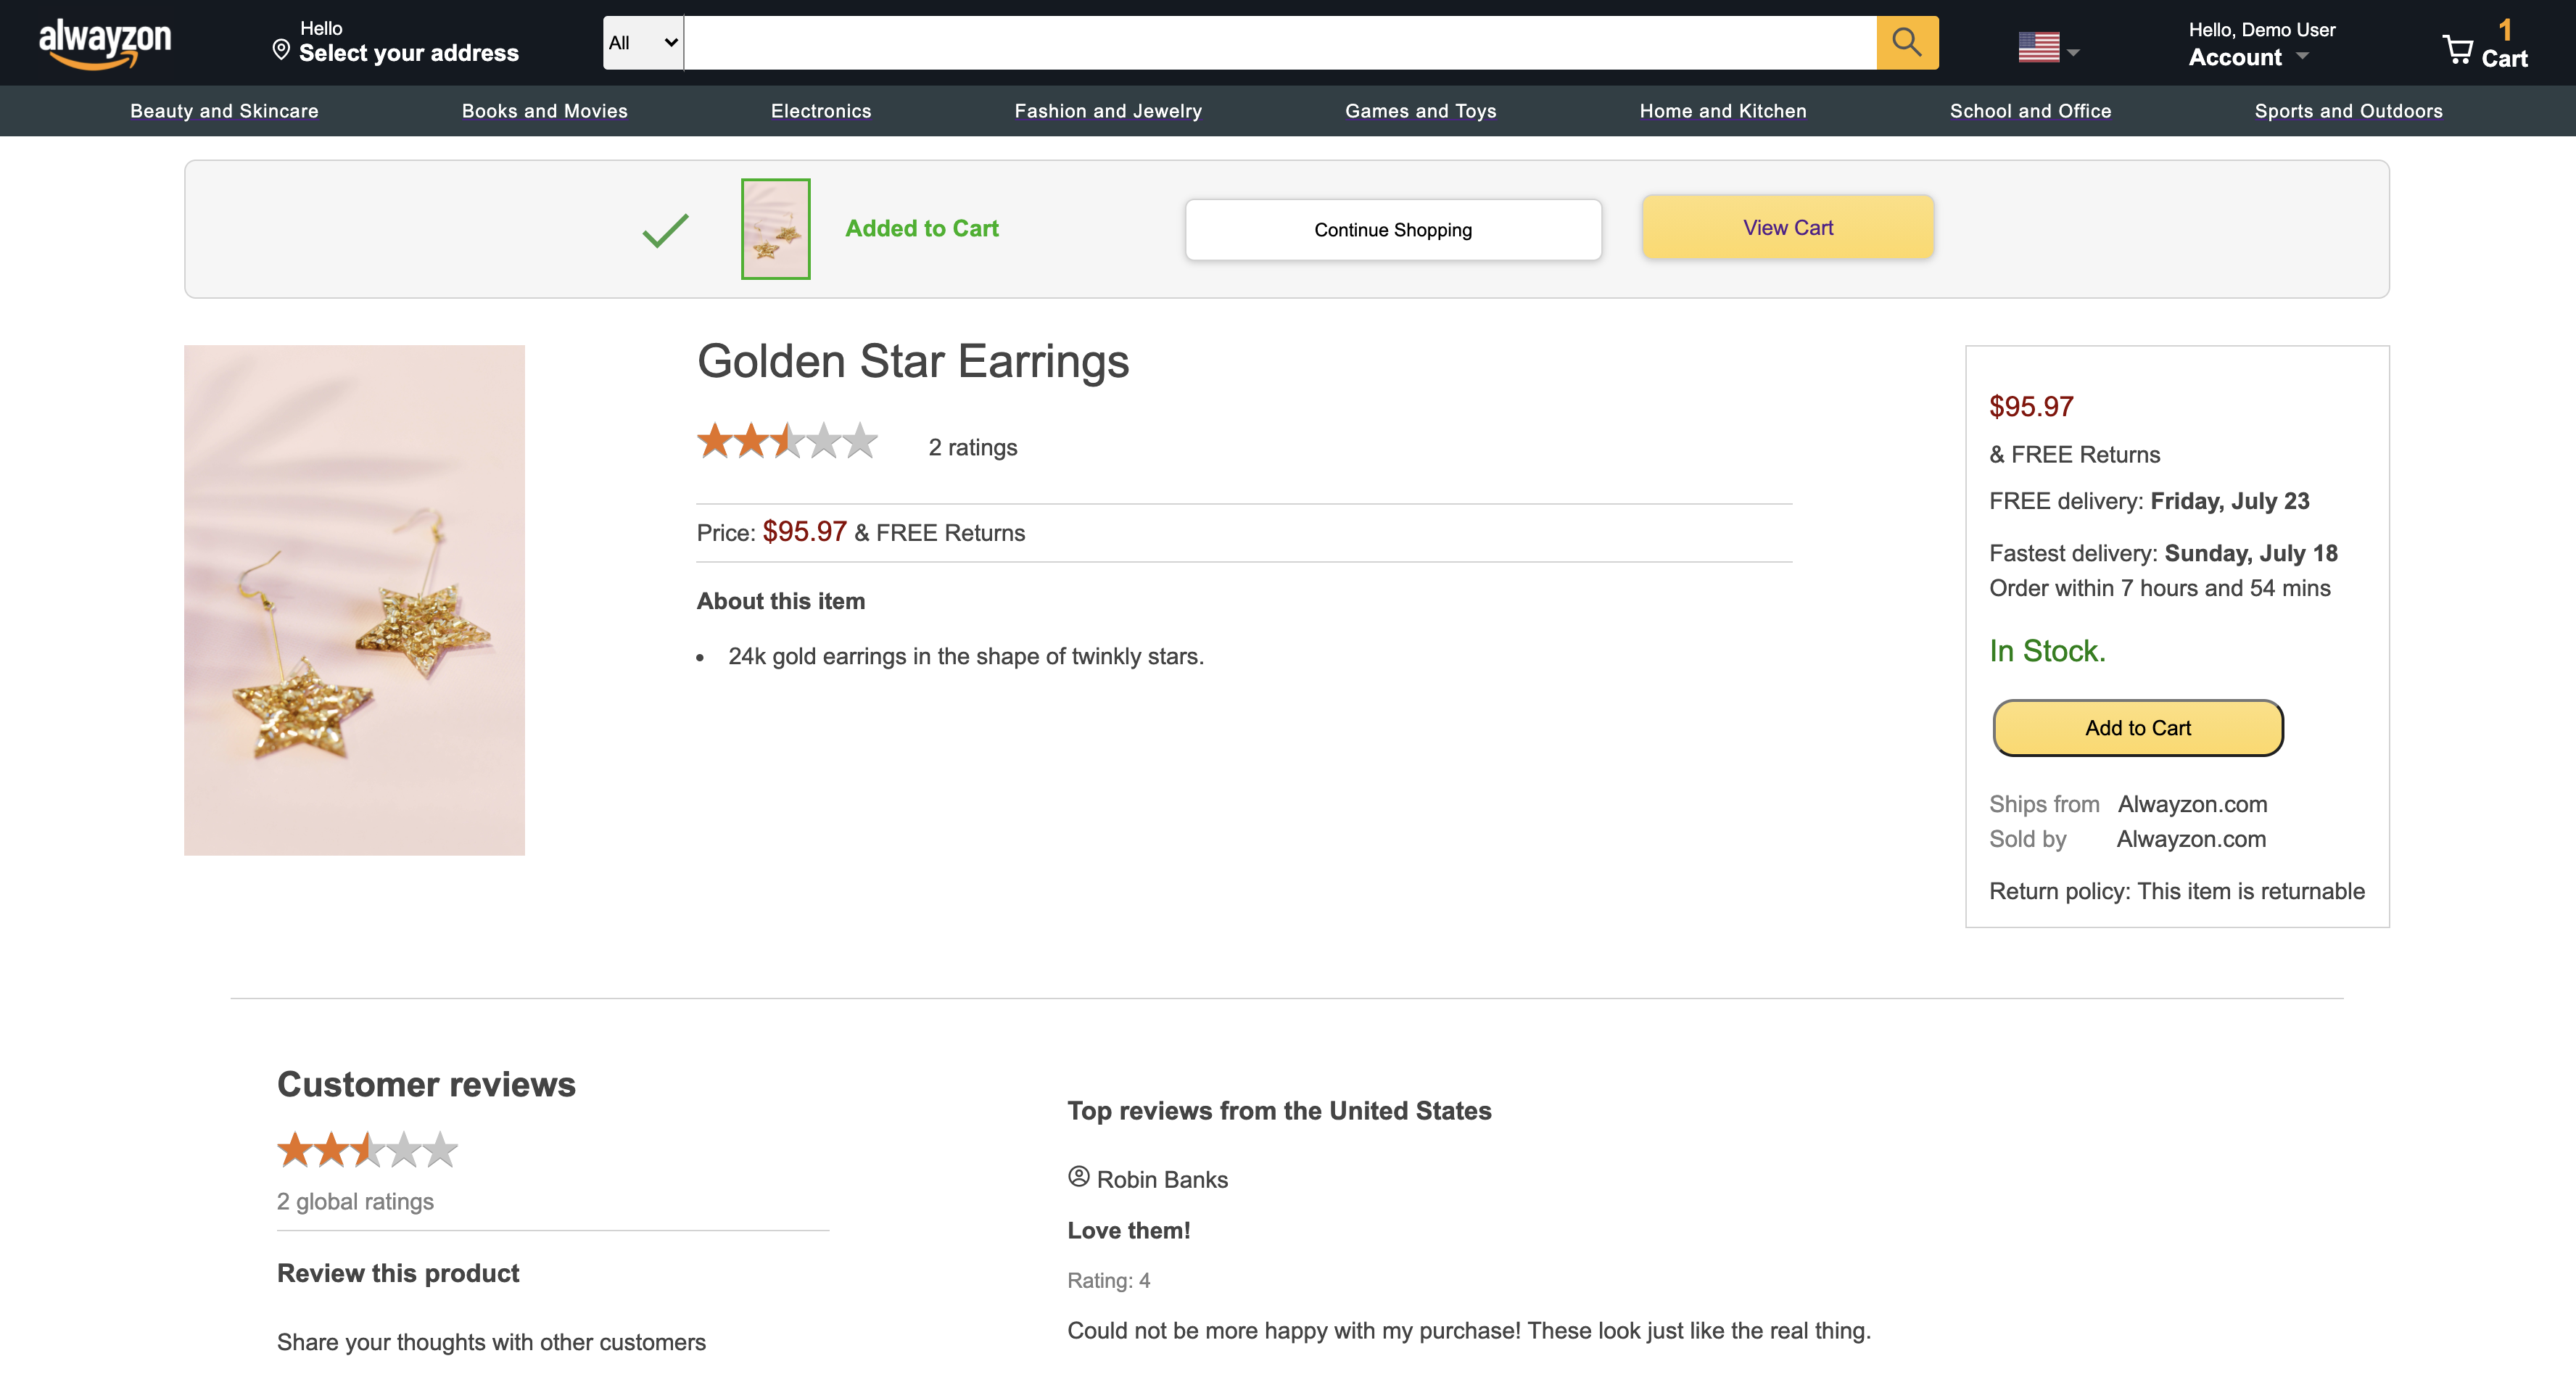 alwayzon
Hello
Select your address
All
Hello, Demo User
Account
1
Cart
Beauty and Skincare
Books and Movies
Electronics
Fashion and Jewelry
Games and Toys
Home and Kitchen
School and Office
Sports and Outdoors
Added to Cart
Continue Shopping
View Cart
Golden Star Earrings
2 ratings
Price: $95.97 & FREE Returns
About this item
• 24k gold earrings in the shape of twinkly stars.
$95.97
& FREE Returns
FREE delivery: Friday, July 23
Fastest delivery: Sunday, July 18
Order within 7 hours and 54 mins
In Stock.
Add to Cart
Ships from Alwayzon.com
Sold by Alwayzon.com
Return policy: This item is returnable
Customer reviews
2 global ratings
Review this product
Share your thoughts with other customers
Top reviews from the United States
Robin Banks
Love them!
Rating: 4
Could not be more happy with my purchase! These look just like the real thing.